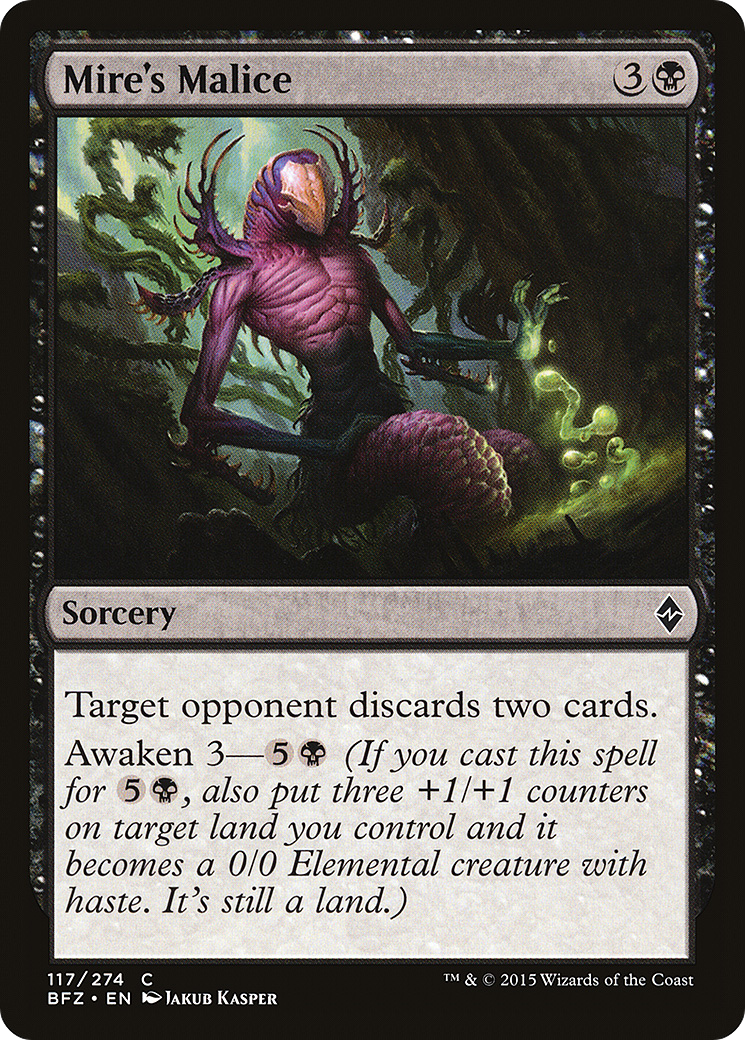 Mire's Malice 3
Sorcery
Target opponent discards two cards.
Awaken 3—5 (If you cast this spell
for 5, also put three +1/+1 counters
on target land you control and it
becomes a 0/0 Elemental creature with
haste. It's still a land.)
117/274 C
BFZ • EN Jakub Kasper
™ & © 2015 Wizards of the Coast